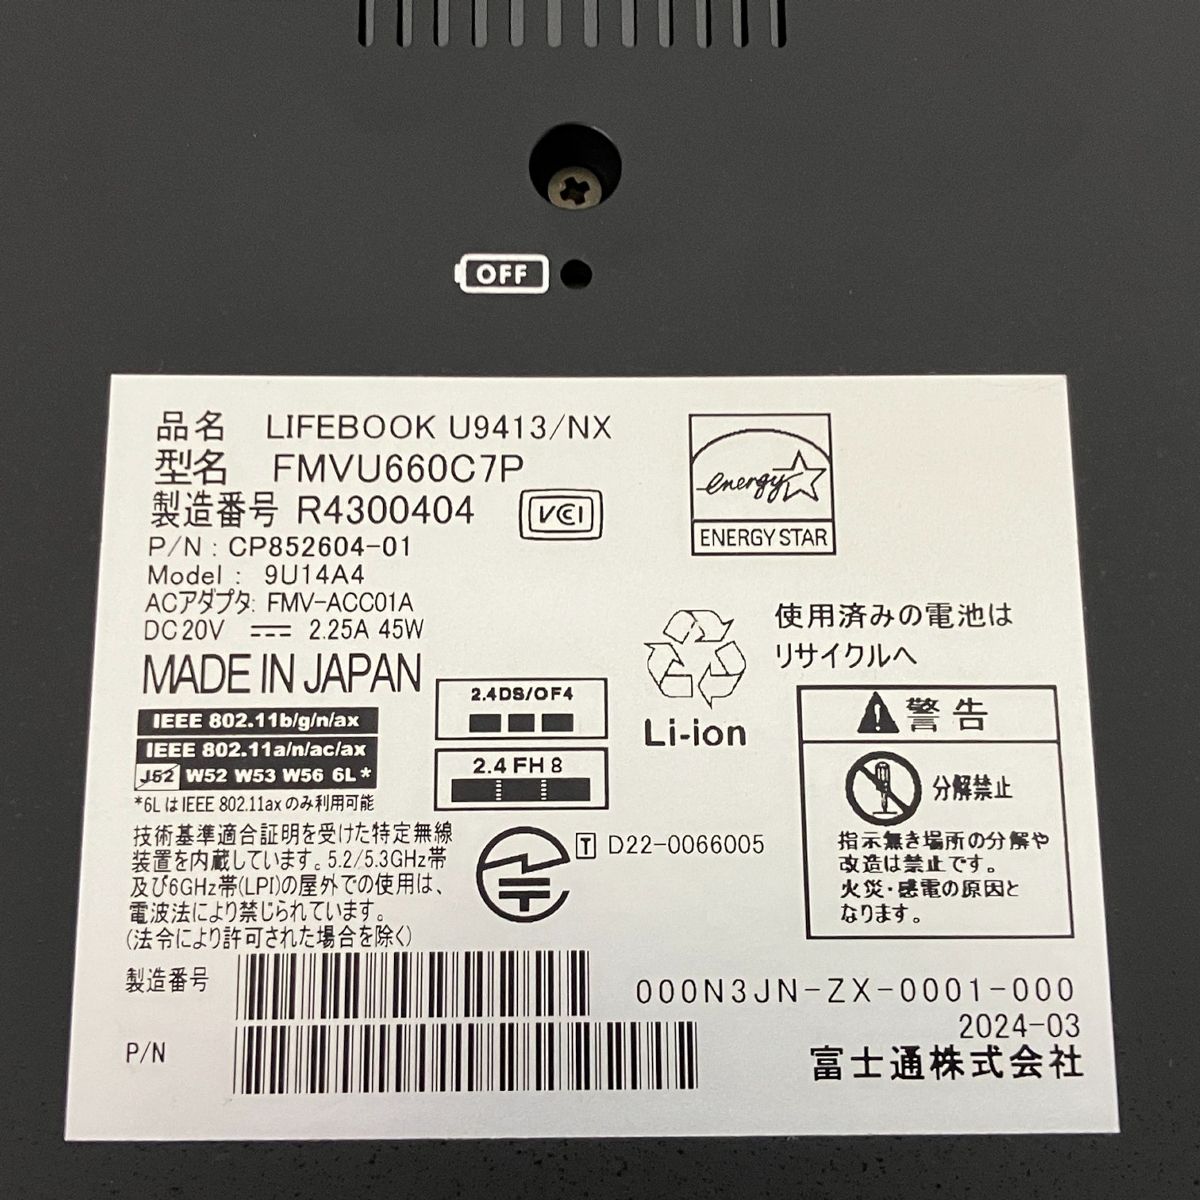 OFF
品名 LIFEBOOK U9413/NX
型名 FMVU660C7P
製造番号 R4300404
VCCI
P/N : CP852604-01
Model : 9U14A4
ACアダプタ: FMV-ACC01A
DC20V ⎓ 2.25A 45W
MADE IN JAPAN
energy
ENERGY STAR
使用済みの電池は
リサイクルへ
Li-ion
IEEE 802.11b/g/n/ax
IEEE 802.11a/n/ac/ax
J52 W52 W53 W56 6L*
*6LはIEEE 802.11axのみ利用可能
2.4DS/OF4
2.4FH8
技術基準適合証明を受けた特定無線
装置を内蔵しています。5.2/5.3GHz帯
及び6GHz帯(LPI)の屋外での使用は、
電波法により禁じられています。
(法令により許可された場合を除く)
T D22-0066005
警告
分解禁止
指示無き場所の分解や
改造は禁止です。
火災・感電の原因と
なります。
製造番号
P/N
000N3JN-ZX-0001-000
2024-03
富士通株式会社